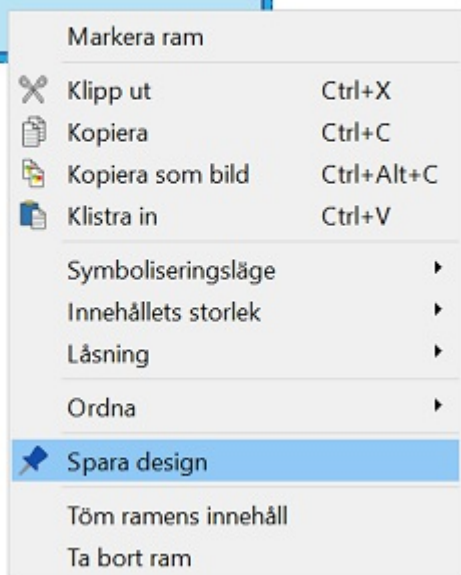 Markera ram
Klipp ut Ctrl+X
Kopiera Ctrl+C
Kopiera som bild Ctrl+Alt+C
Klistra in Ctrl+V
Symboliseringsläge
Innehållets storlek
Låsning
Ordna
Spara design
Töm ramens innehåll
Ta bort ram